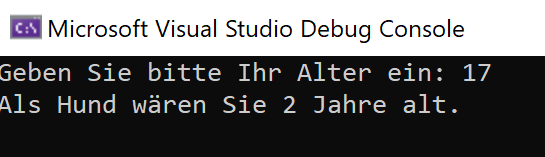 C:\ Microsoft Visual Studio Debug Console
Geben Sie bitte Ihr Alter ein: 17
Als Hund wären Sie 2 Jahre alt.